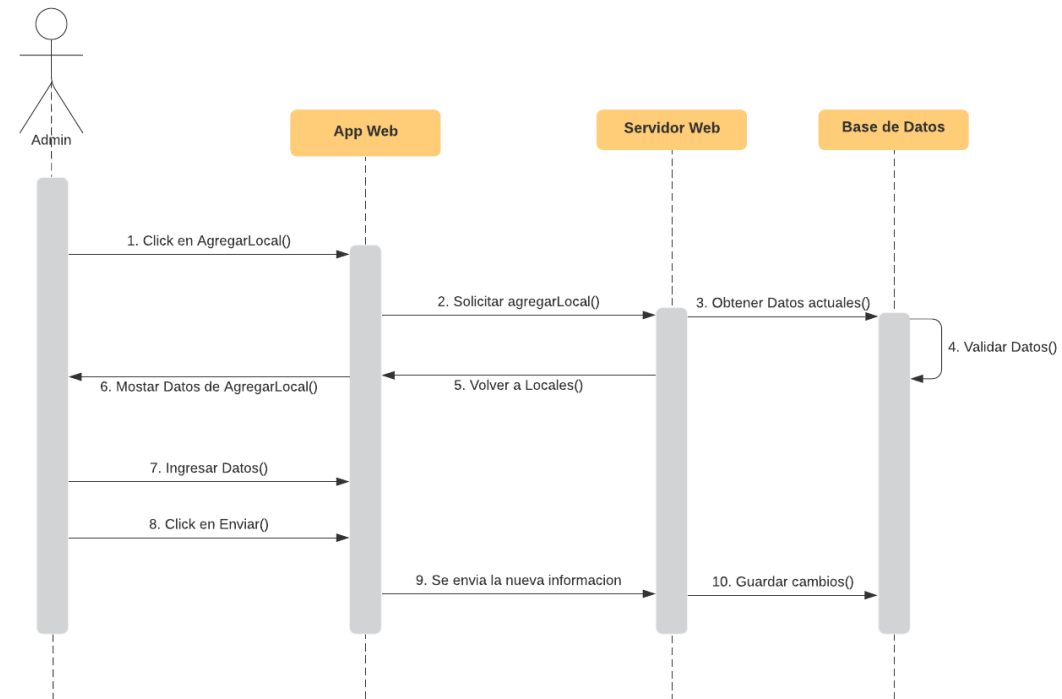 Admin
App Web
Servidor Web
Base de Datos
1. Click en AgregarLocal()
2. Solicitar agregarLocal()
3. Obtener Datos actuales()
4. Validar Datos()
5. Volver a Locales()
6. Mostar Datos de AgregarLocal()
7. Ingresar Datos()
8. Click en Enviar()
9. Se envia la nueva informacion
10. Guardar cambios()